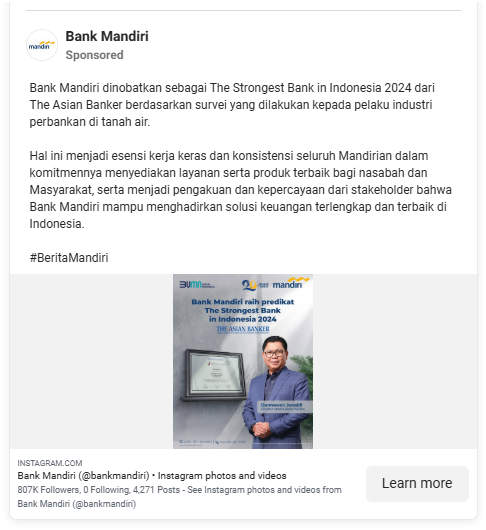 Bank Mandiri
Sponsored
mandiri
Bank Mandiri dinobatkan sebagai The Strongest Bank in Indonesia 2024 dari
The Asian Banker berdasarkan survei yang dilakukan kepada pelaku industri
perbankan di tanah air.
Hal ini menjadi esensi kerja keras dan konsistensi seluruh Mandirian dalam
komitmennya menyediakan layanan serta produk terbaik bagi nasabah dan
Masyarakat, serta menjadi pengakuan dan kepercayaan dari stakeholder bahwa
Bank Mandiri mampu menghadirkan solusi keuangan terlengkap dan terbaik di
Indonesia.
#BeritaMandiri
BUMN
mandiri
Bank Mandiri raih predikat
The Strongest Bank
in Indonesia 2024
THE ASIAN BANKER
Darmawan Junaidi
INSTAGRAM.COM
Bank Mandiri (@bankmandiri) • Instagram photos and videos
807K Followers, 0 Following, 4,271 Posts - See Instagram photos and videos from
Bank Mandiri (@bankmandiri)
Learn more